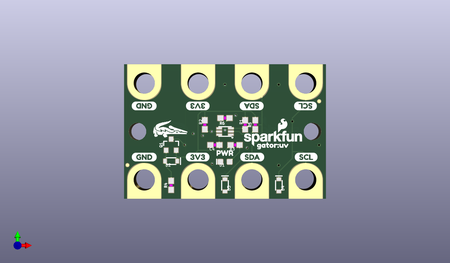 GND 3V3 SDA SCL
sparkfun
gator:uv
PWR
GND 3V3 SDA SCL